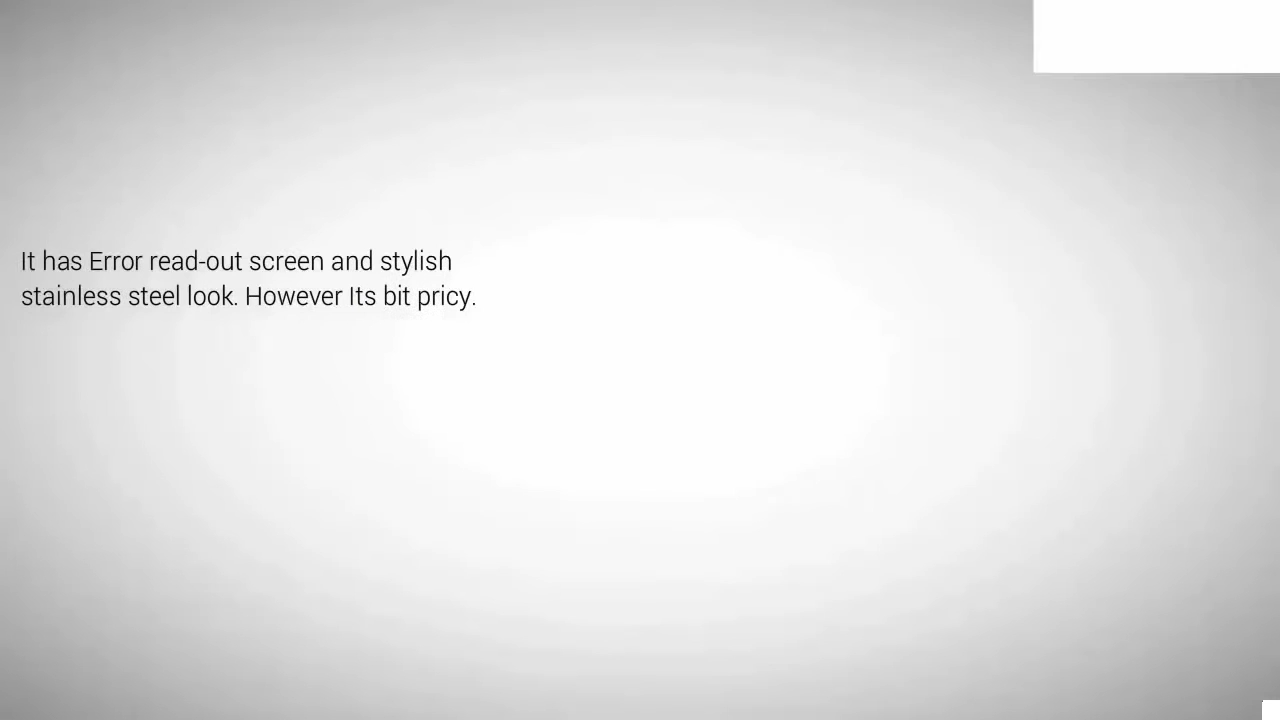 It has Error read-out screen and stylish
stainless steel look. However Its bit pricy.